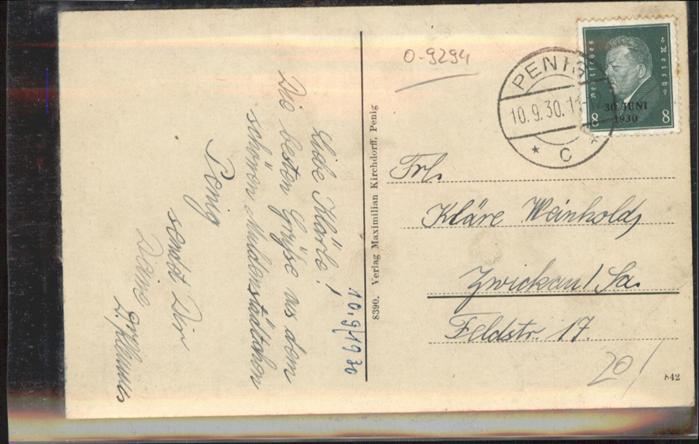 0-9294
PENIG
10.9.30.11
* C *
30. JUNI
1930
8 8
Liebe Kläre!
Die besten Grüße aus dem
schönen Muldenstädtchen
Penig
sendet Dir
Deine
10.9.1930
8390. Verlag Maximilian Kirchdorff, Penig
Frl.
Kläre Weinhold,
Zwickau / Sa.
Feldstr. 17.
20/